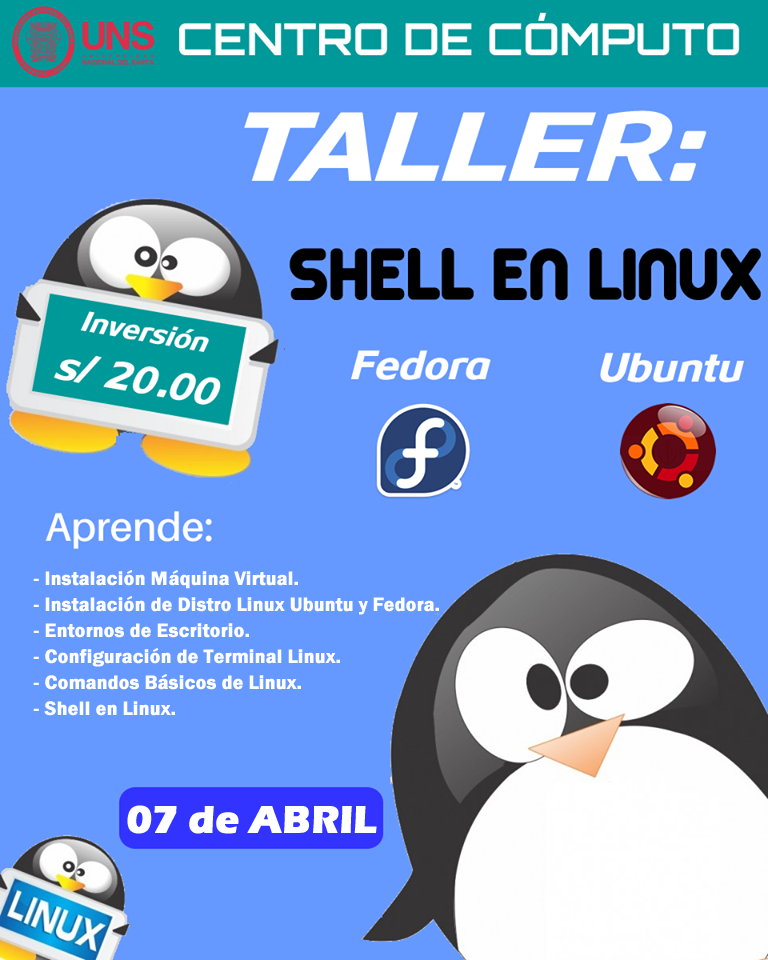 UNS
CENTRO DE CÓMPUTO
TALLER:
SHELL EN LINUX
Inversión
s/ 20.00
Fedora
Ubuntu
Aprende:
- Instalación Máquina Virtual.
- Instalación de Distro Linux Ubuntu y Fedora.
- Entornos de Escritorio.
- Configuración de Terminal Linux.
- Comandos Básicos de Linux.
- Shell en Linux.
07 de ABRIL
LINUX